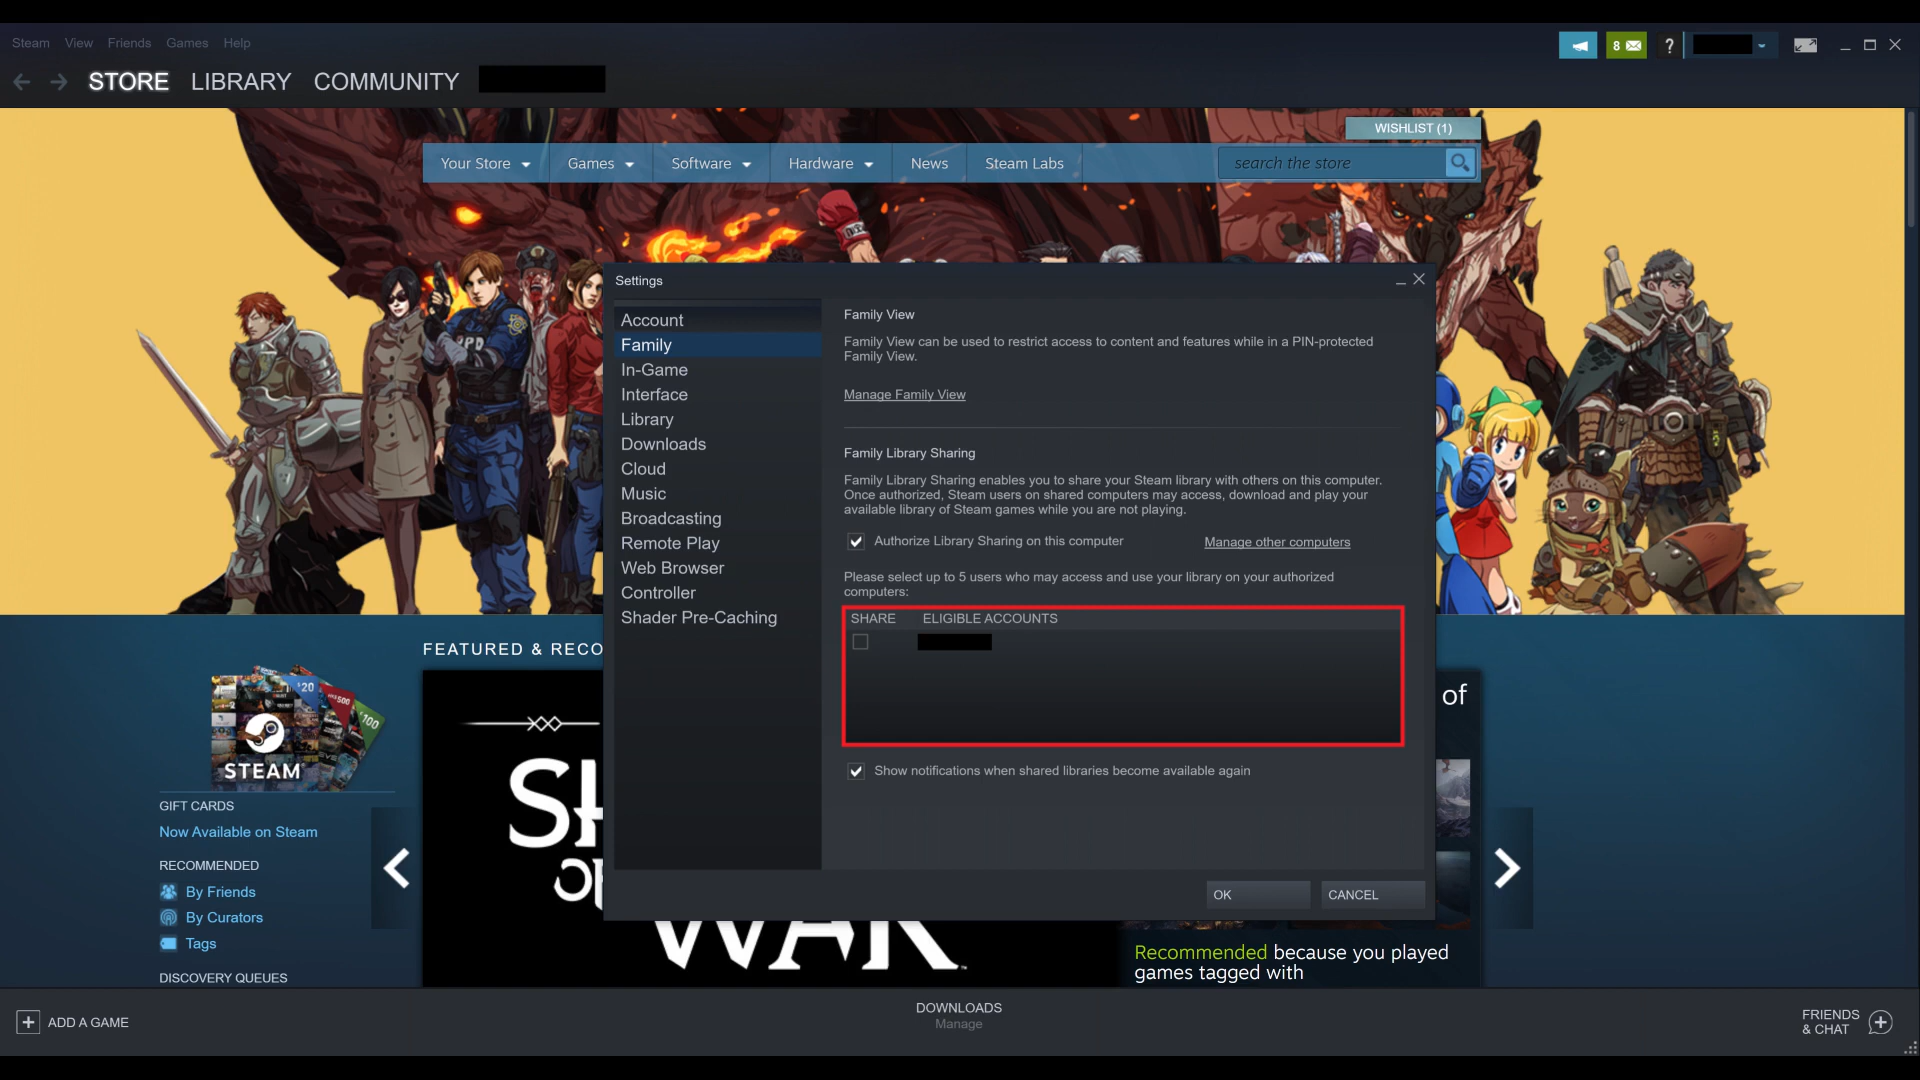 Steam View Friends Games Help
8 ?
STORE LIBRARY COMMUNITY
WISHLIST (1)
Your Store Games Software Hardware News Steam Labs search the store
Settings
Account
Family
In-Game
Interface
Library
Downloads
Cloud
Music
Broadcasting
Remote Play
Web Browser
Controller
Shader Pre-Caching
Family View
Family View can be used to restrict access to content and features while in a PIN-protected
Family View.
Manage Family View
Family Library Sharing
Family Library Sharing enables you to share your Steam library with others on this computer.
Once authorized, Steam users on shared computers may access, download and play your
available library of Steam games while you are not playing.
Authorize Library Sharing on this computer Manage other computers
Please select up to 5 users who may access and use your library on your authorized
computers:
SHARE ELIGIBLE ACCOUNTS
Show notifications when shared libraries become available again
OK CANCEL
FEATURED & RECO
of
$20
500
100
STEAM
GIFT CARDS
Now Available on Steam
RECOMMENDED
By Friends
By Curators
Tags
DISCOVERY QUEUES
WAR
Recommended because you played
games tagged with
ADD A GAME
DOWNLOADS
Manage
FRIENDS
& CHAT